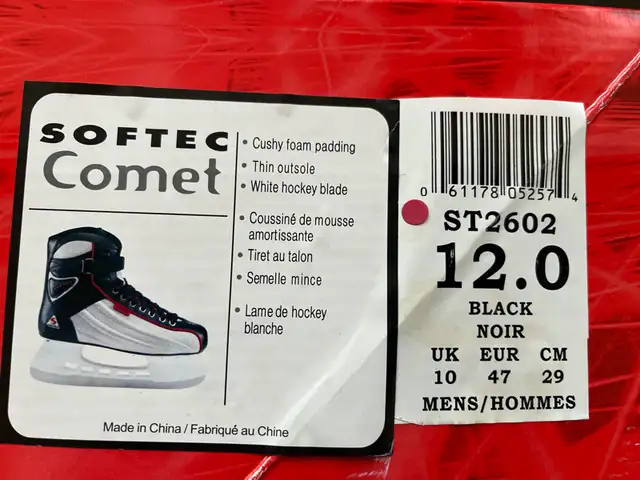 SOFTEC
Comet
• Cushy foam padding
• Thin outsole
• White hockey blade
• Coussiné de mousse
amortissante
• Tiret au talon
• Semelle mince
• Lame de hockey
blanche
Made in China / Fabriqué au Chine
0 61178 05257 4
ST2602
12.0
BLACK
NOIR
UK EUR CM
10 47 29
MENS/HOMMES